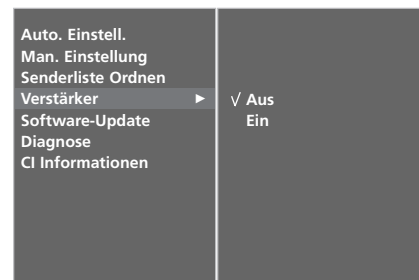 Auto. Einstell.
Man. Einstellung
Senderliste Ordnen
Verstärker ►
Software-Update
Diagnose
CI Informationen
√ Aus
Ein